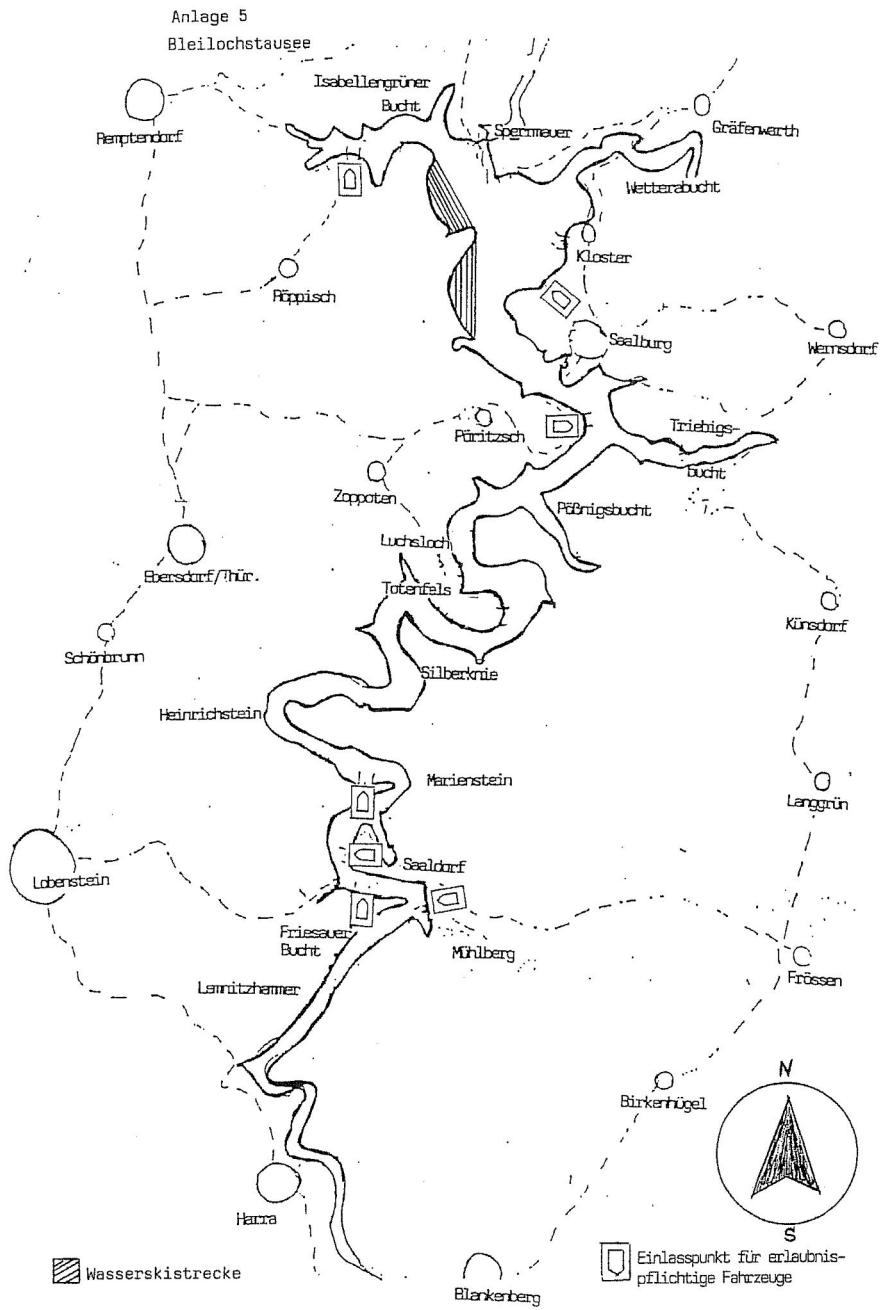 Anlage 5
Bleilochstausee
Isabellengrüner
Bucht
Remptendorf
Sperrmauer
Gräfenwarth
Wetterabucht
Kloster
Röppisch
Saalburg
Wernsdorf
Pöritzsch
Triebigs-
bucht
Zoppoten
Pößnigsbucht
Luchsloch
Ebersdorf/Thür.
Totenfels
Künsdorf
Schönbrunn
Silberknie
Heinrichstein
Marienstein
Langgrün
Saaldorf
Lobenstein
Friesauer
Bucht
Mühlberg
Frössen
Lemnitzhammer
N
Birkenhügel
Harra
S
Wasserskistrecke
Einlasspunkt für erlaubnis-
pflichtige Fahrzeuge
Blankenberg